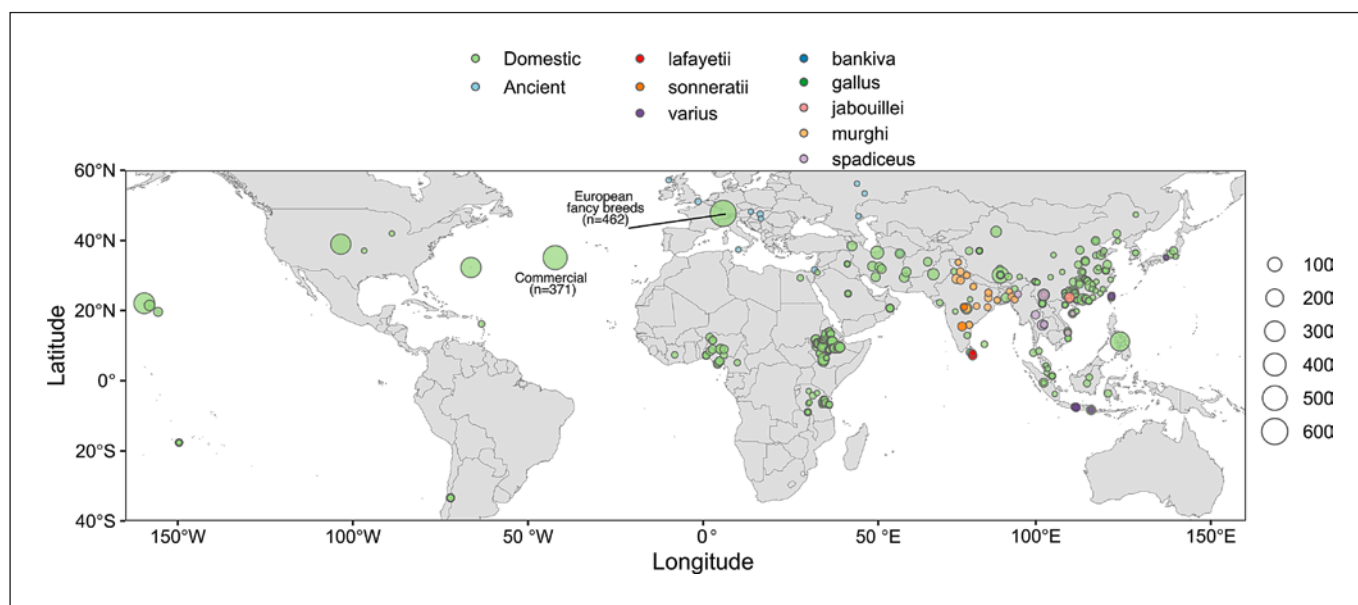 Domestic
Ancient
lafayetii
sonneratii
varius
bankiva
gallus
jabouillei
murghi
spadiceus
60°N
40°N
20°N
0°
20°S
40°S
Latitude
European
fancy breeds
(n=462)
Commercial
(n=371)
100
200
300
400
500
600
150°W
100°W
50°W
0°
50°E
100°E
150°E
Longitude